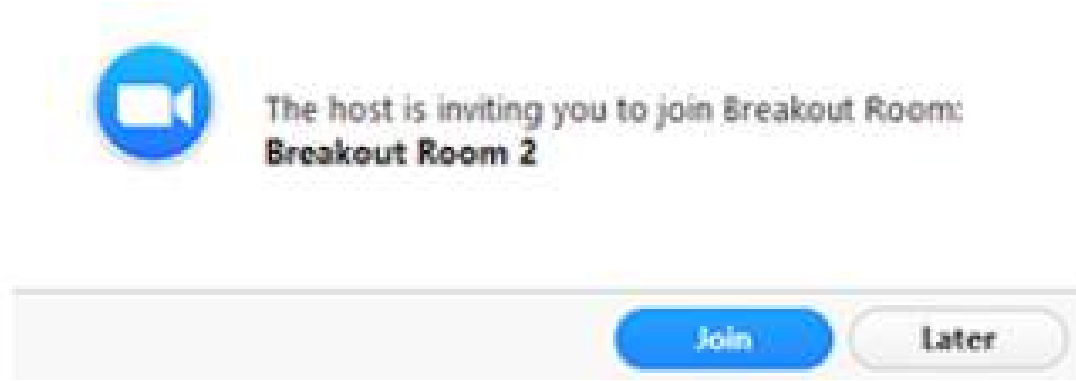 The host is inviting you to join Breakout Room:
Breakout Room 2
Join
Later